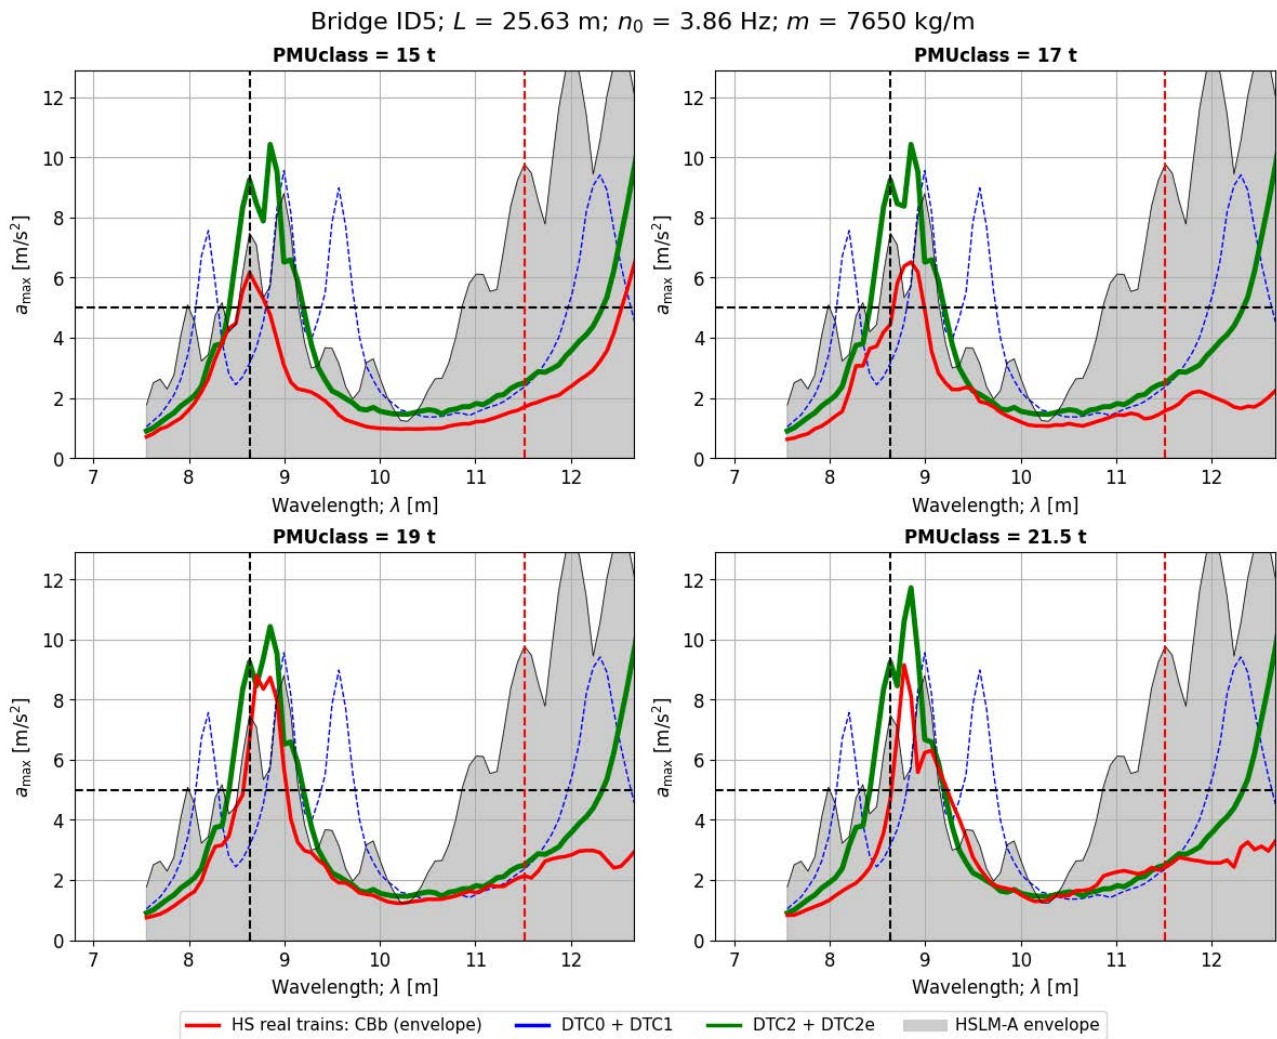 Bridge ID5; L = 25.63 m; n₀ = 3.86 Hz; m = 7650 kg/m
PMUclass = 15 t
12
10
8
6
4
2
0
a_max [m/s²]
7 8 9 10 11 12
Wavelength; λ [m]
PMUclass = 17 t
12
10
8
6
4
2
0
a_max [m/s²]
7 8 9 10 11 12
Wavelength; λ [m]
PMUclass = 19 t
12
10
8
6
4
2
0
a_max [m/s²]
7 8 9 10 11 12
Wavelength; λ [m]
PMUclass = 21.5 t
12
10
8
6
4
2
0
a_max [m/s²]
7 8 9 10 11 12
Wavelength; λ [m]
HS real trains: CBb (envelope) DTC0 + DTC1 DTC2 + DTC2e HSLM-A envelope